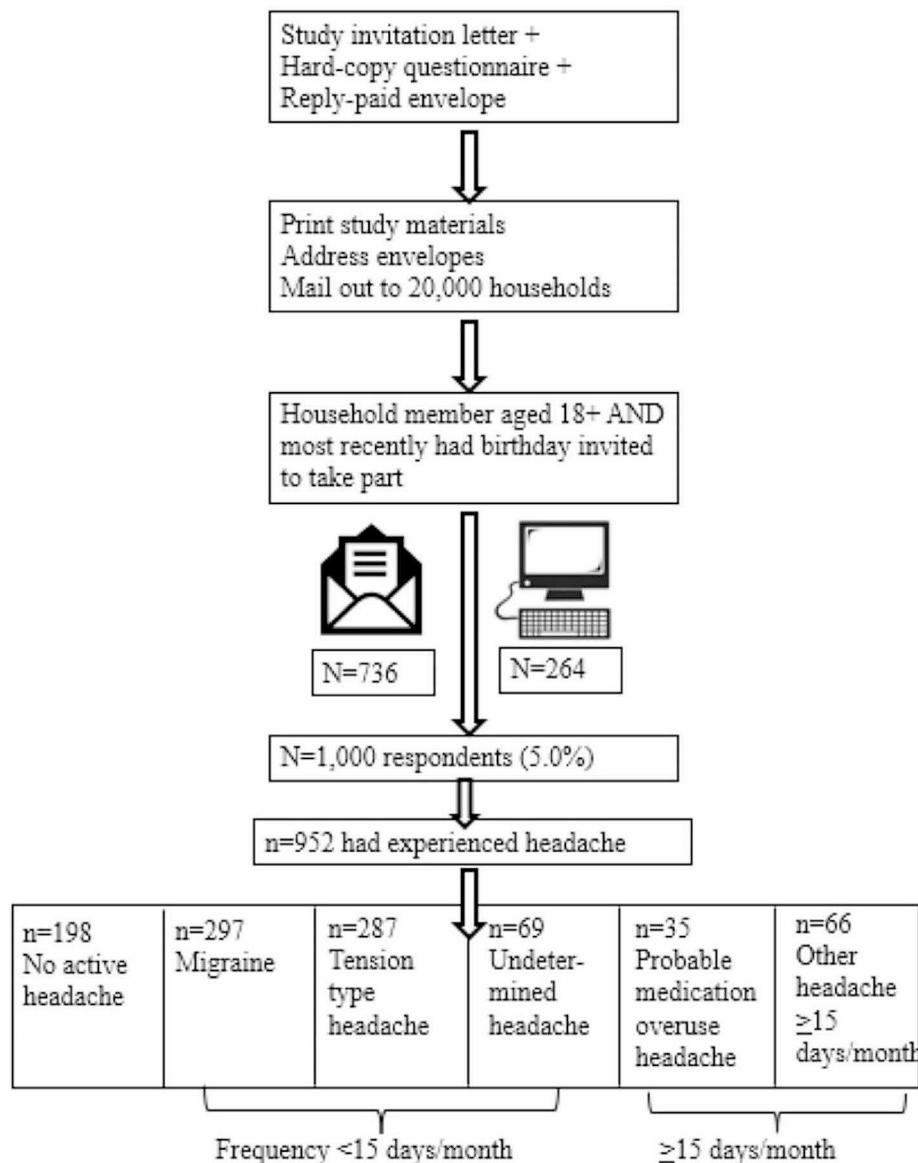 Study invitation letter +
Hard-copy questionnaire +
Reply-paid envelope
Print study materials
Address envelopes
Mail out to 20,000 households
Household member aged 18+ AND
most recently had birthday invited
to take part
N=736
N=264
N=1,000 respondents (5.0%)
n=952 had experienced headache
n=198
No active
headache
n=297
Migraine
n=287
Tension
type
headache
n=69
Undeter-
mined
headache
n=35
Probable
medication
overuse
headache
n=66
Other
headache
≥15
days/month
Frequency <15 days/month
≥15 days/month